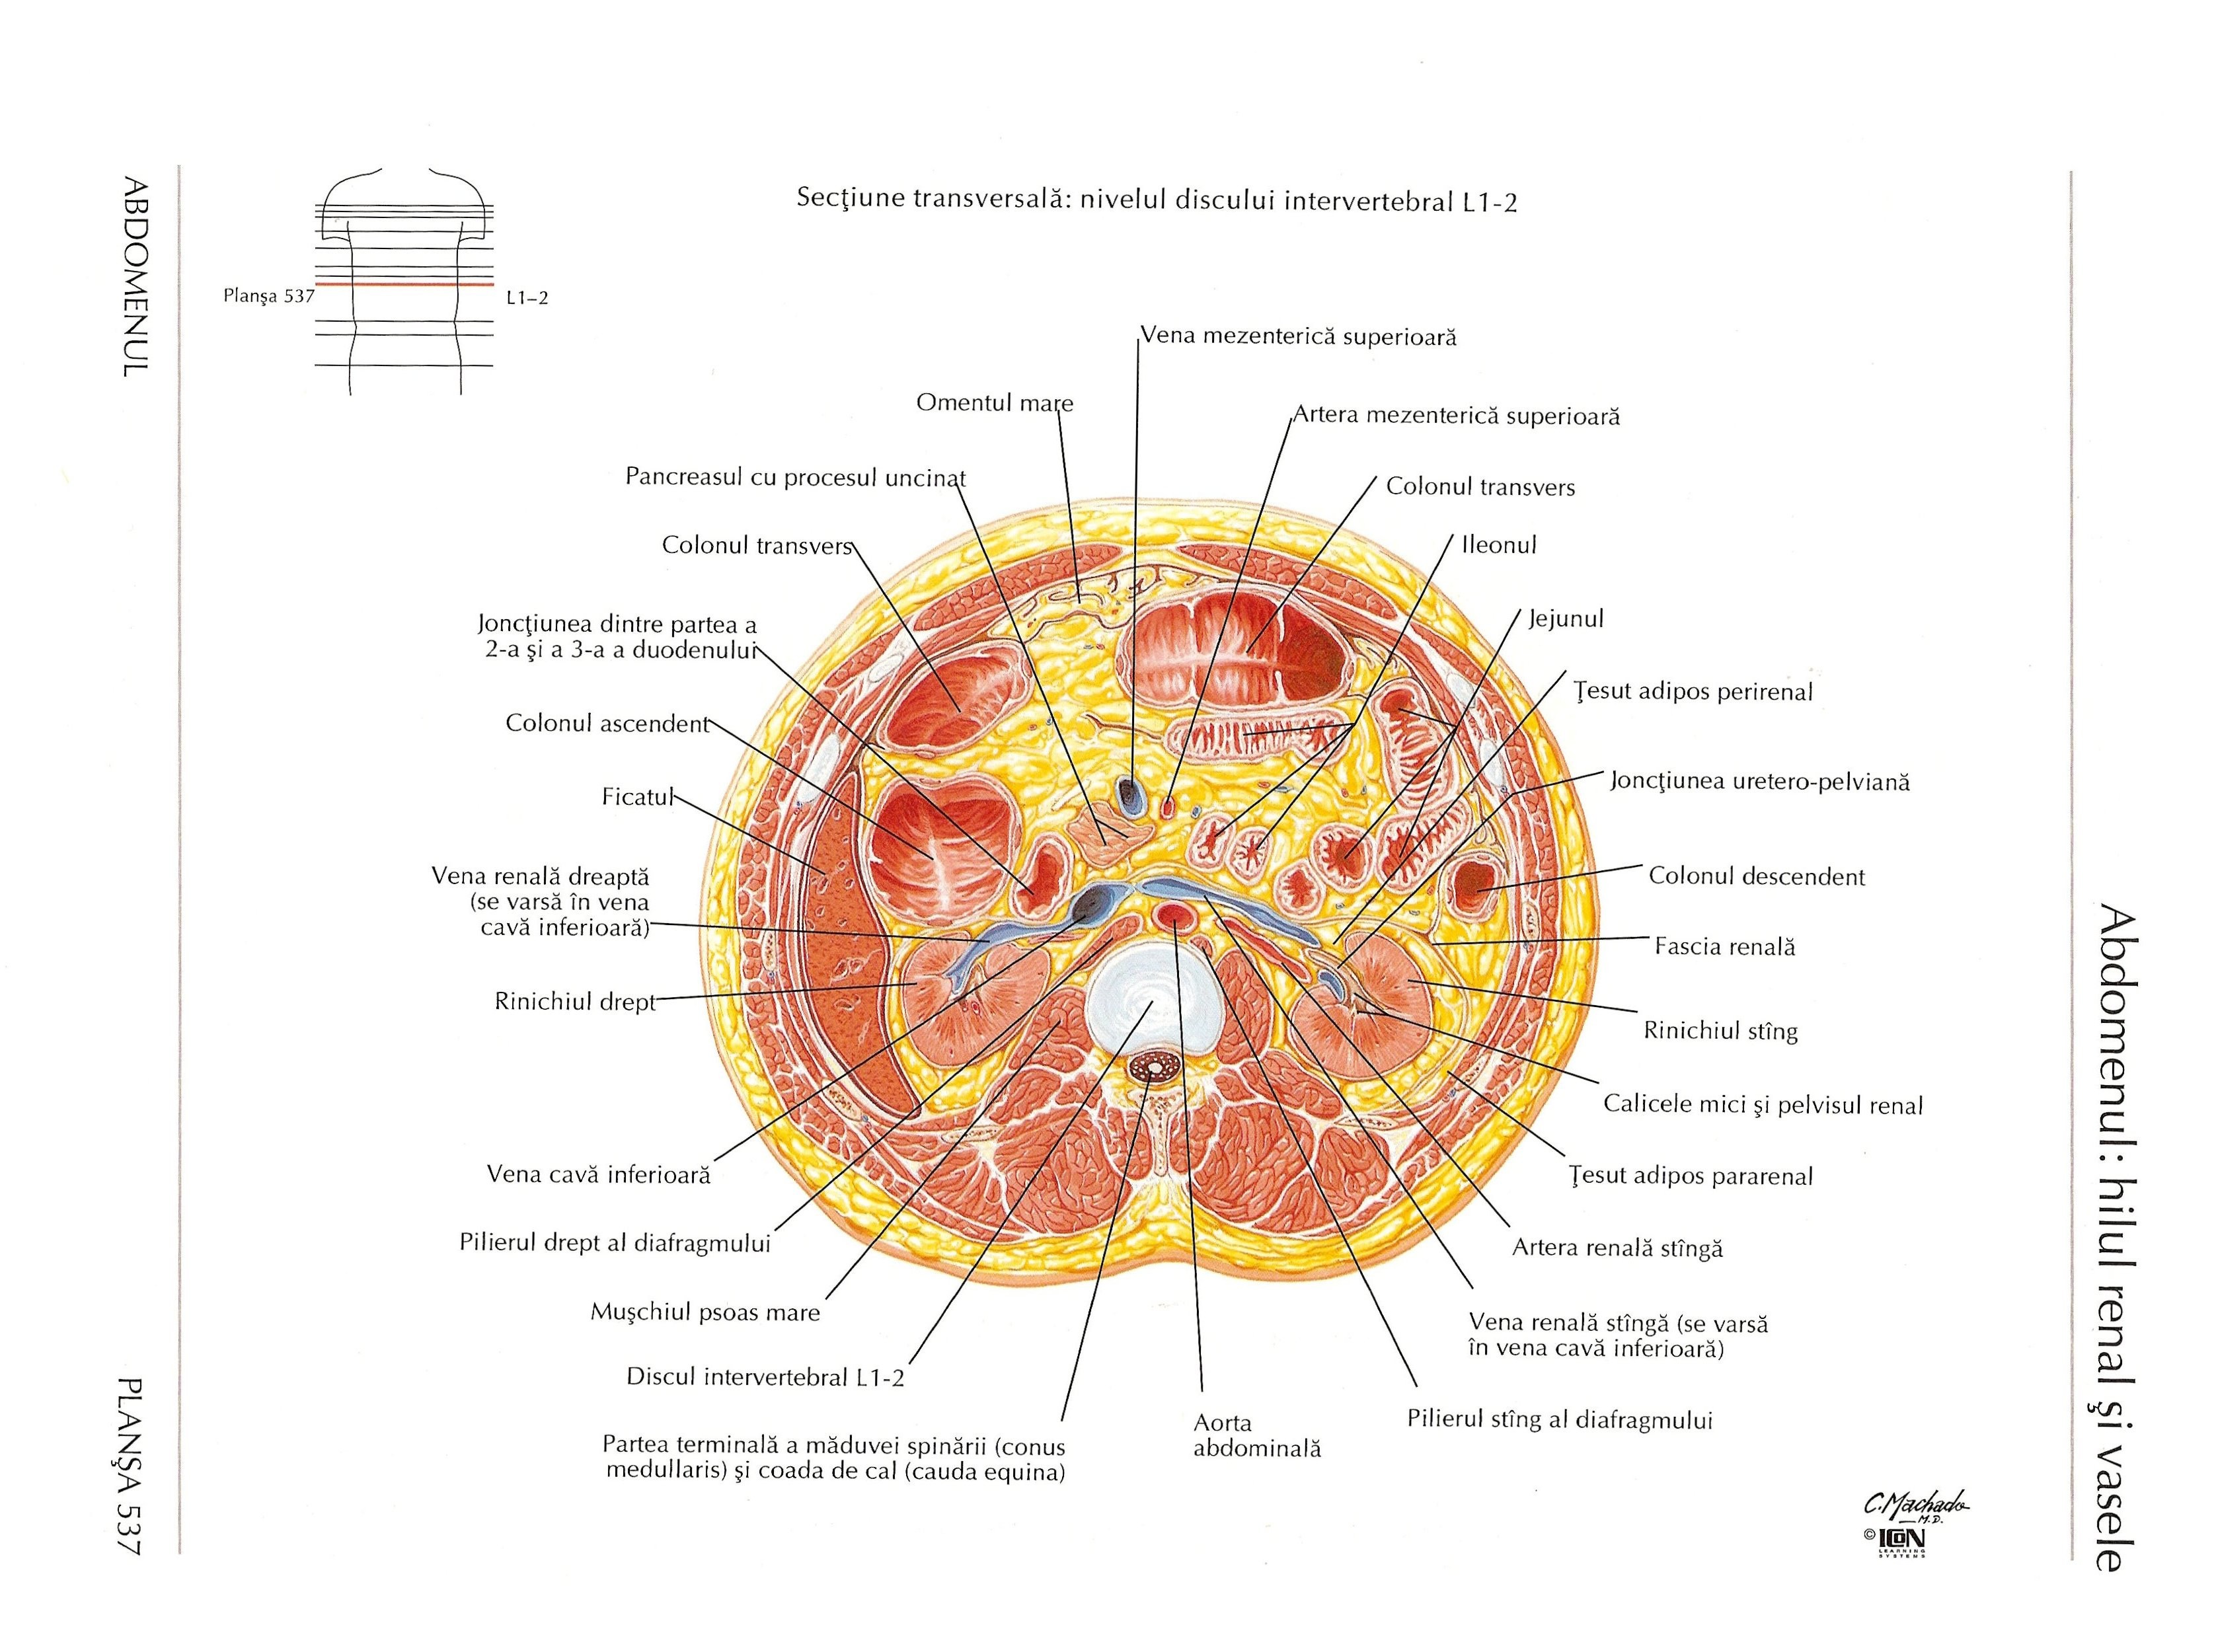 ABDOMENUL
PLANŞA 537
Planşa 537
L1–2
Secţiune transversală: nivelul discului intervertebral L1-2
Vena mezenterică superioară
Omentul mare
Artera mezenterică superioară
Pancreasul cu procesul uncinat
Colonul transvers
Colonul transvers
Ileonul
Joncţiunea dintre partea a
2-a şi a 3-a a duodenului
Jejunul
Ţesut adipos perirenal
Colonul ascendent
Joncţiunea uretero-pelviană
Ficatul
Vena renală dreaptă
(se varsă în vena
cavă inferioară)
Colonul descendent
Fascia renală
Rinichiul drept
Rinichiul stîng
Calicele mici şi pelvisul renal
Vena cavă inferioară
Ţesut adipos pararenal
Pilierul drept al diafragmului
Artera renală stîngă
Muşchiul psoas mare
Vena renală stîngă (se varsă
în vena cavă inferioară)
Discul intervertebral L1-2
Pilierul stîng al diafragmului
Aorta
abdominală
Partea terminală a măduvei spinării (conus
medullaris) şi coada de cal (cauda equina)
C. Machado
M.D.
© ICON
LEARNING
SYSTEMS
Abdomenul: hilul renal şi vasele